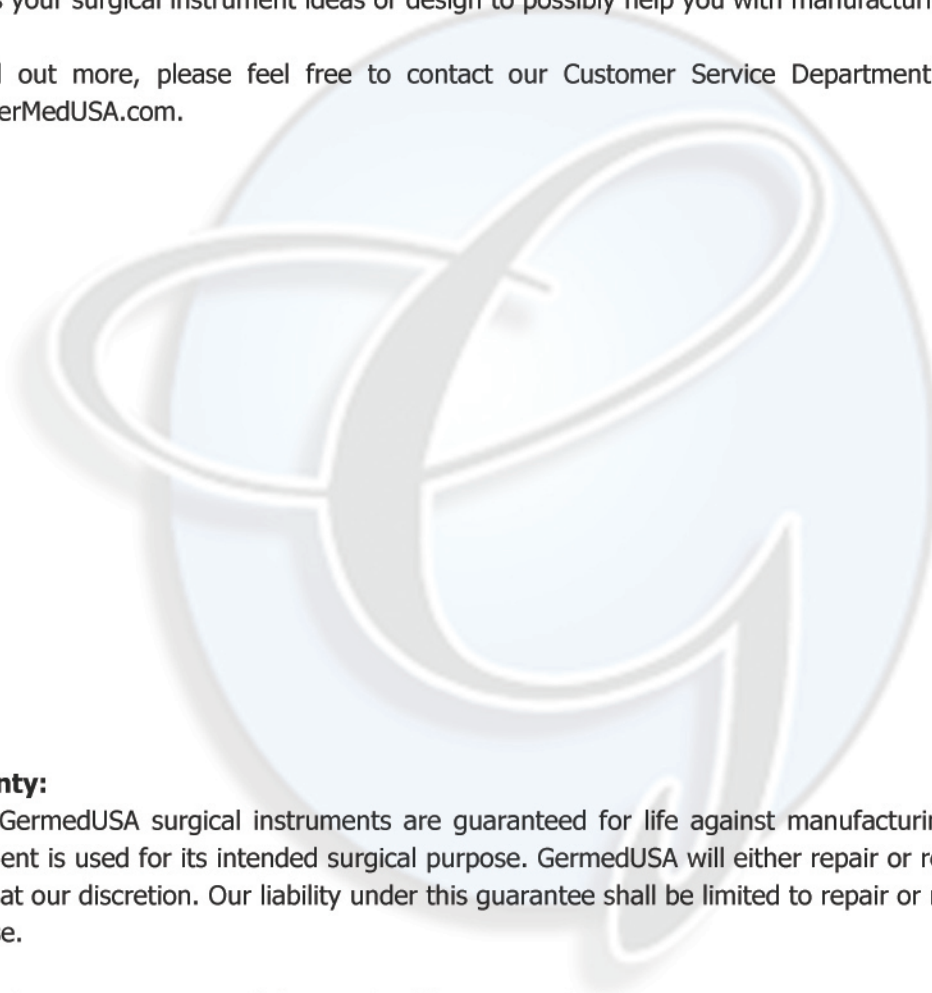 your surgical instrument ideas or design to possibly help you with
out more, please feel free to contact our Customer Service Department
erMedUSA.com.
G
nty:
GermedUSA surgical instruments are guaranteed for life against
ent is used for its intended surgical purpose. GermedUSA will either repair or
at our discretion. Our liability under this guarantee shall be limited to repair or
se.